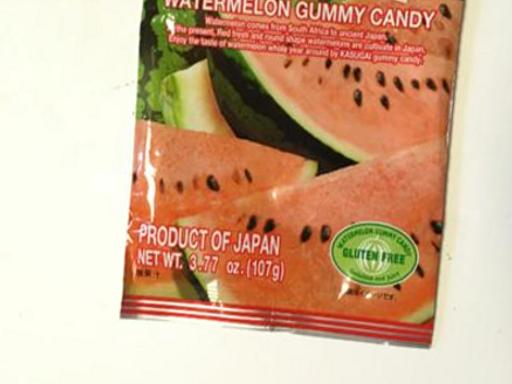 WATERMELON GUMMY CANDY
Watermelon comes from South Africa to ancient Japan.
the present, Red flesh and round shape watermelons are cultivate in Japan.
Enjoy the taste of watermelon whole year around by KASUGAI gummy candy.
PRODUCT OF JAPAN
NET WT. 3.77 oz. (107g)
WATERMELON GUMMY CANDY
GLUTEN FREE